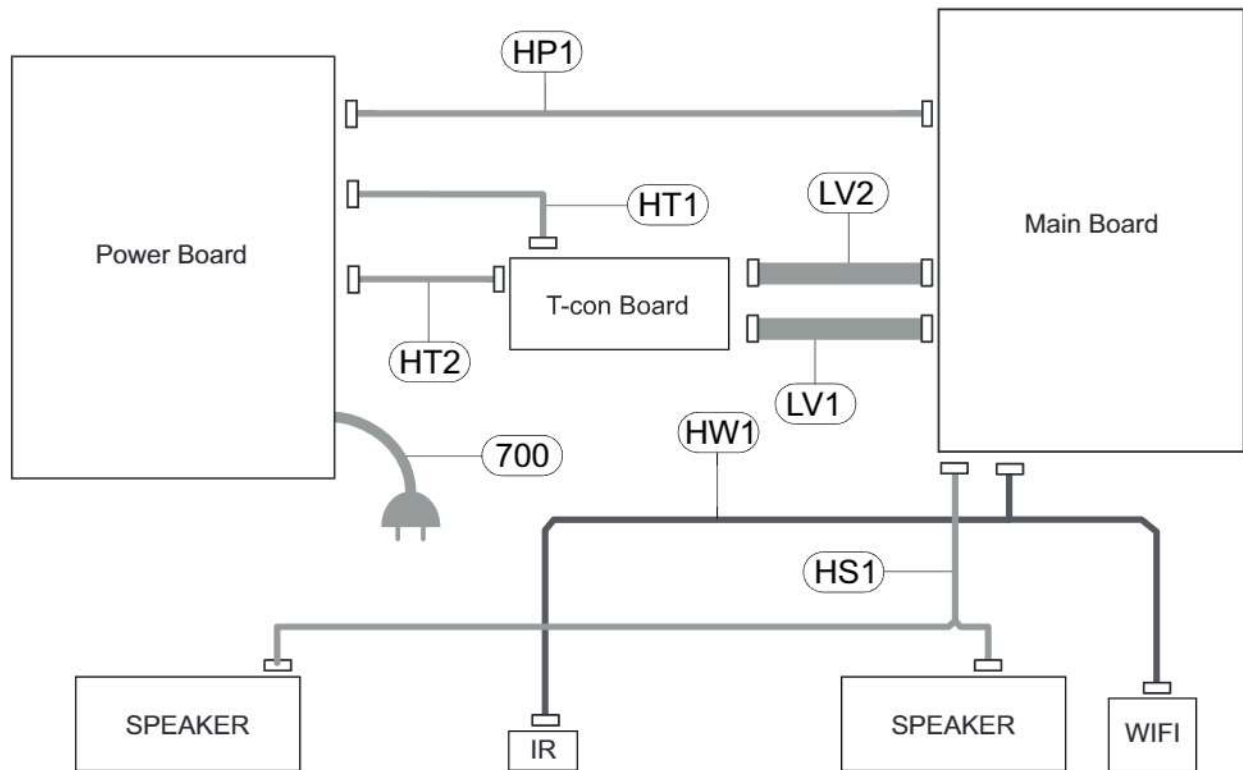 HP1
HT1
LV2
Main Board
Power Board
T-con Board
HT2
LV1
HW1
700
HS1
SPEAKER
IR
SPEAKER
WIFI